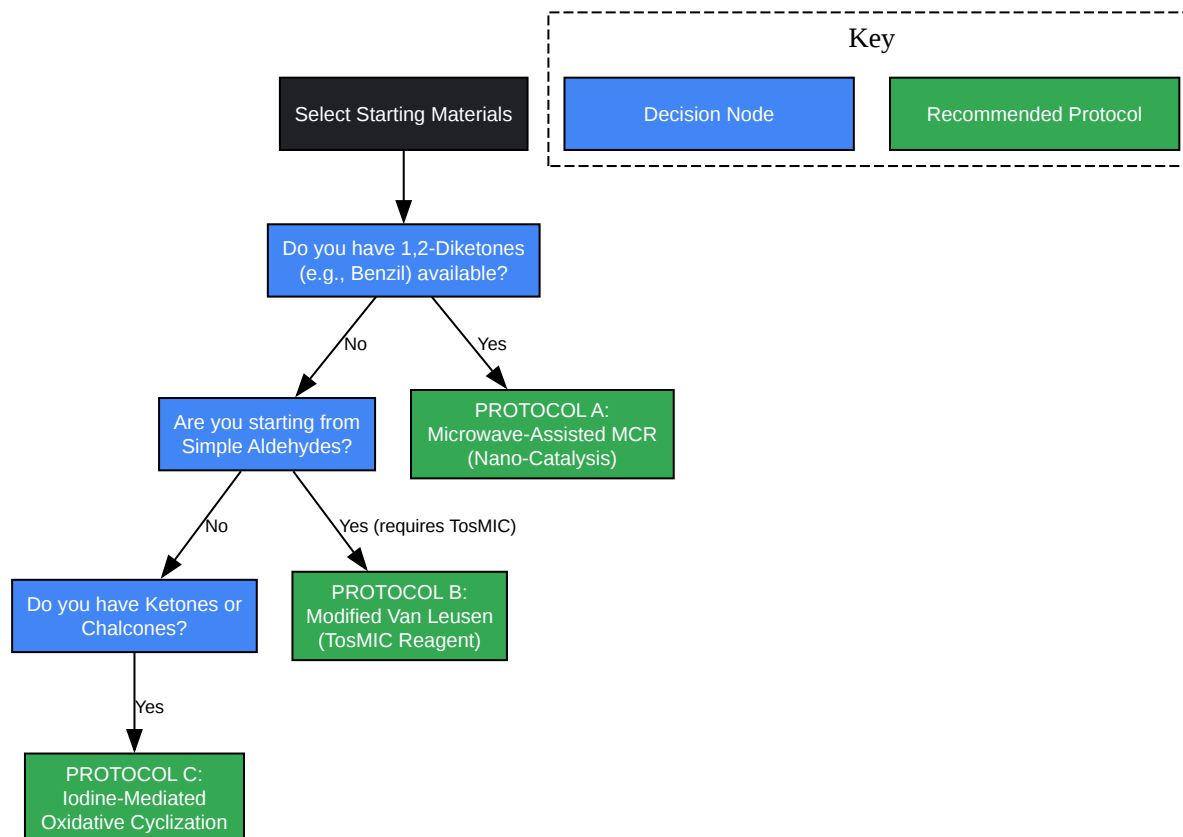 Key
Select Starting Materials
Decision Node
Recommended Protocol
Do you have 1,2-Diketones
(e.g., Benzil) available?
No
Yes
Are you starting from
Simple Aldehydes?
PROTOCOL A:
Microwave-Assisted MCR
(Nano-Catalysis)
No
Yes (requires TosMIC)
Do you have Ketones or
Chalcones?
PROTOCOL B:
Modified Van Leusen
(TosMIC Reagent)
Yes
PROTOCOL C:
Iodine-Mediated
Oxidative Cyclization